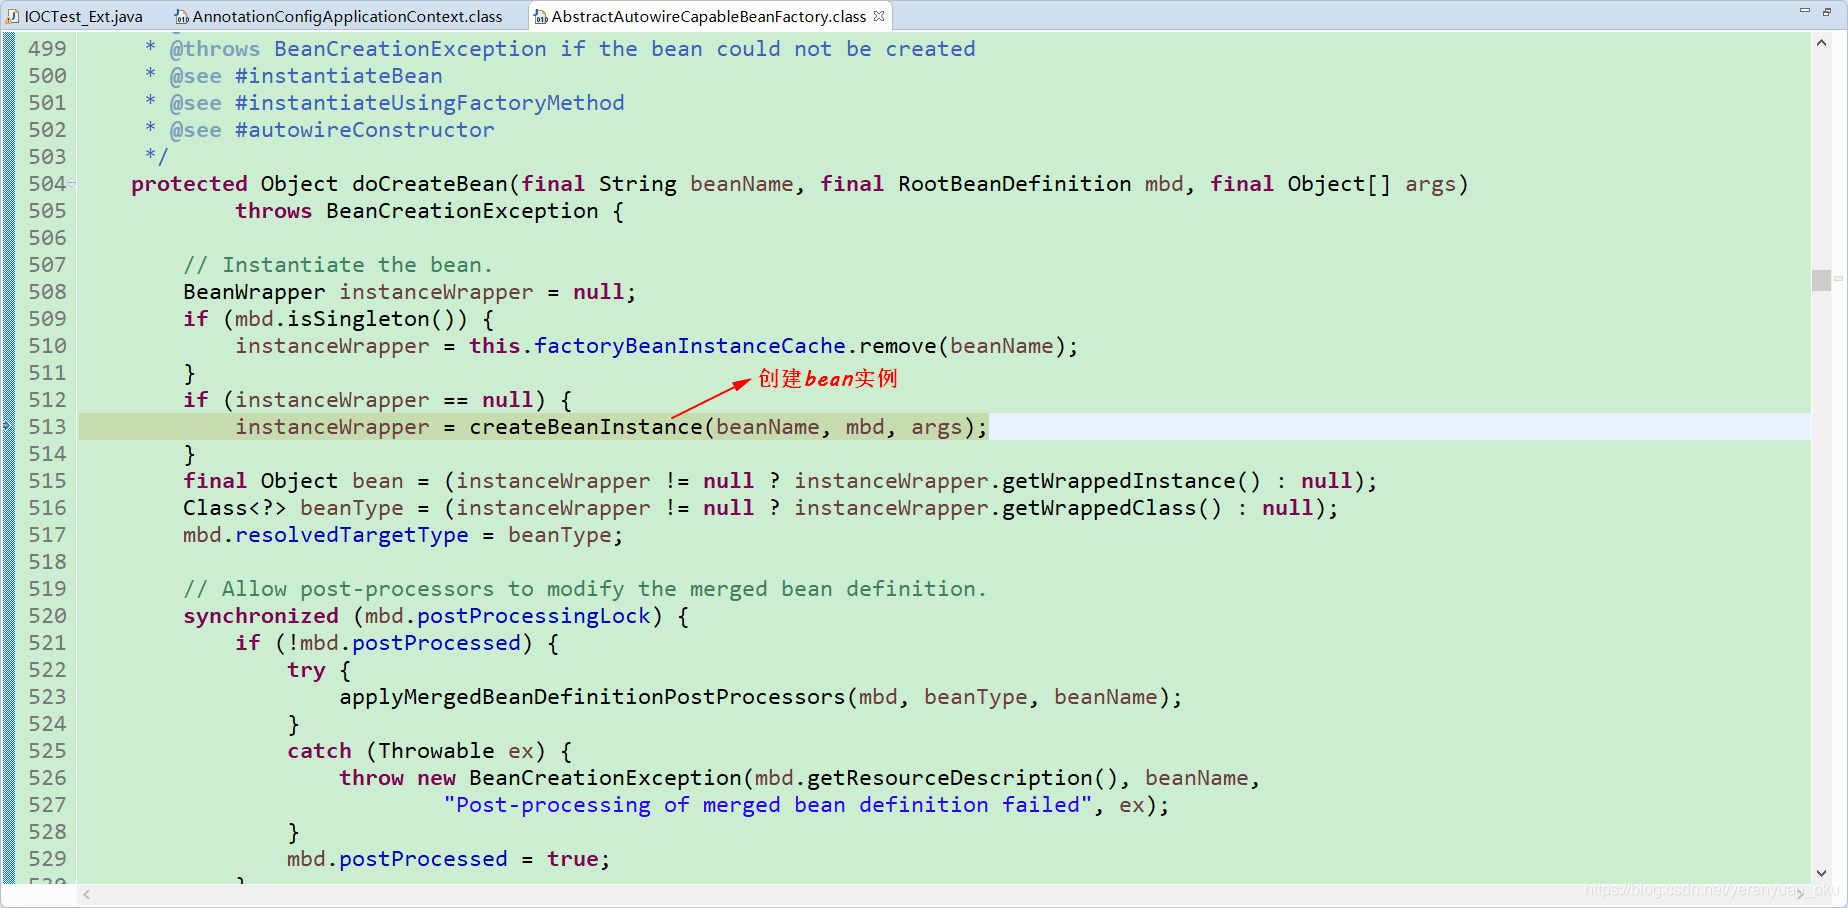 IOCTest_Ext.java AnnotationConfigApplicationContext.class AbstractAutowireCapableBeanFactory.class
499 * @throws BeanCreationException if the bean could not be created
500 * @see #instantiateBean
501 * @see #instantiateUsingFactoryMethod
502 * @see #autowireConstructor
503 */
504 protected Object doCreateBean(final String beanName, final RootBeanDefinition mbd, final Object[] args)
505 throws BeanCreationException {
506
507 // Instantiate the bean.
508 BeanWrapper instanceWrapper = null;
509 if (mbd.isSingleton()) {
510 instanceWrapper = this.factoryBeanInstanceCache.remove(beanName);
511 }
创建bean实例
512 if (instanceWrapper == null) {
513 instanceWrapper = createBeanInstance(beanName, mbd, args);
514 }
515 final Object bean = (instanceWrapper != null ? instanceWrapper.getWrappedInstance() : null);
516 Class<?> beanType = (instanceWrapper != null ? instanceWrapper.getWrappedClass() : null);
517 mbd.resolvedTargetType = beanType;
518
519 // Allow post-processors to modify the merged bean definition.
520 synchronized (mbd.postProcessingLock) {
521 if (!mbd.postProcessed) {
522 try {
523 applyMergedBeanDefinitionPostProcessors(mbd, beanType, beanName);
524 }
525 catch (Throwable ex) {
526 throw new BeanCreationException(mbd.getResourceDescription(), beanName,
527 "Post-processing of merged bean definition failed", ex);
528 }
529 mbd.postProcessed = true;
530 }
https://blog.csdn.net/yerenyuan_pku